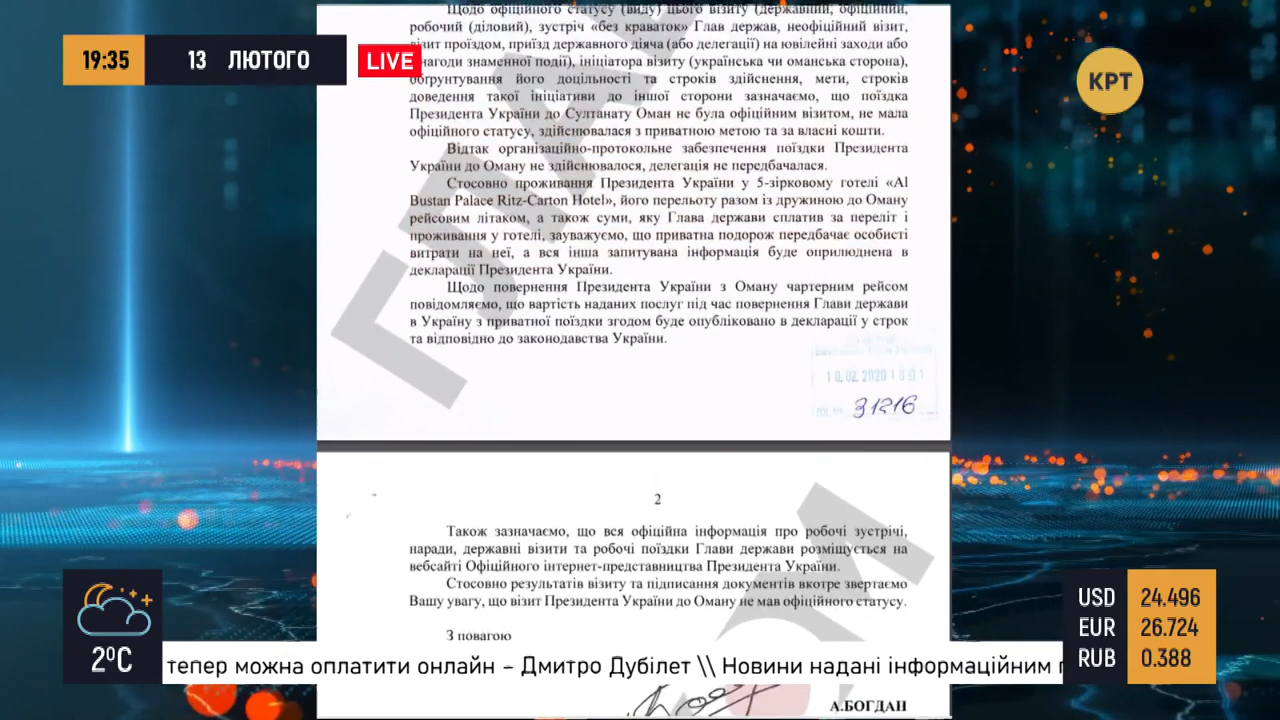 Щодо офіційного статусу (виду) цього візиту (державний, офіційний,
робочий (діловий), зустріч «без краваток» Глав держав, неофіційний візит,
візит проїздом, приїзд державного діяча (або делегації) на ювілейні заходи або
нагоди знаменної події), ініціатора візиту (українська чи оманська сторона),
обґрунтування його доцільності та строків здійснення, мети, строків
доведення такої ініціативи до іншої сторони зазначаємо, що поїздка
Президента України до Султанату Оман не була офіційним візитом, не мала
офіційного статусу, здійснювалася з приватною метою та за власні кошти.
Відтак організаційно-протокольне забезпечення поїздки Президента
України до Оману не здійснювалося, делегація не передбачалася.
Стосовно проживання Президента України у 5-зірковому готелі «Al
Bustan Palace Ritz-Carton Hotel», його перельоту разом із дружиною до Оману
рейсовим літаком, а також суми, яку Глава держави сплатив за переліт і
проживання у готелі, зауважуємо, що приватна подорож передбачає особисті
витрати на неї, а вся інша запитувана інформація буде оприлюднена в
декларації Президента України.
Щодо повернення Президента України з Оману чартерним рейсом
повідомляємо, що вартість наданих послуг під час повернення Глави держави
в Україну з приватної поїздки згодом буде опубліковано в декларації у строк
та відповідно до законодавства України.
10.02.2020
31216
2
Також зазначаємо, що вся офіційна інформація про робочі зустрічі,
наради, державні візити та робочі поїздки Глави держави розміщується на
вебсайті Офіційного інтернет-представництва Президента України.
Стосовно результатів візиту та підписання документів вкотре звертаємо
Вашу увагу, що візит Президента України до Оману не мав офіційного статусу.
З повагою
А.БОГДАН
19:35 13 ЛЮТОГО LIVE
КРТ
2⁰C
USD 24.496
EUR 26.724
RUB 0.388
тепер можна оплатити онлайн – Дмитро Дубілет \\ Новини надані інформаційним